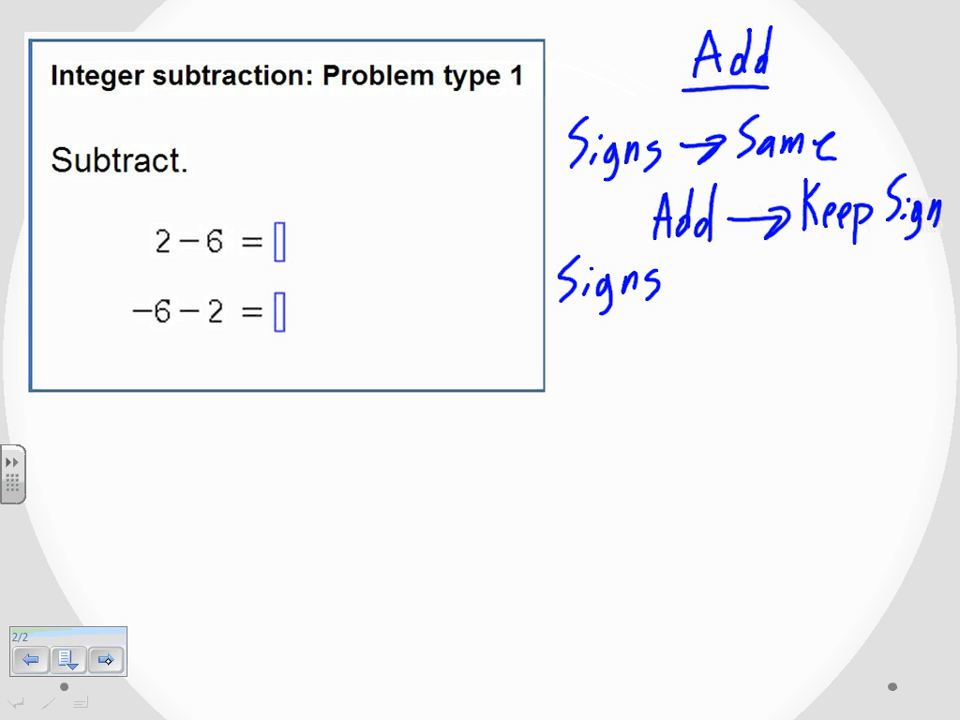 Integer subtraction: Problem type 1
Subtract.
2 − 6 =
−6 − 2 =
Add
Signs → Same
Add → Keep Sign
Signs
2/2